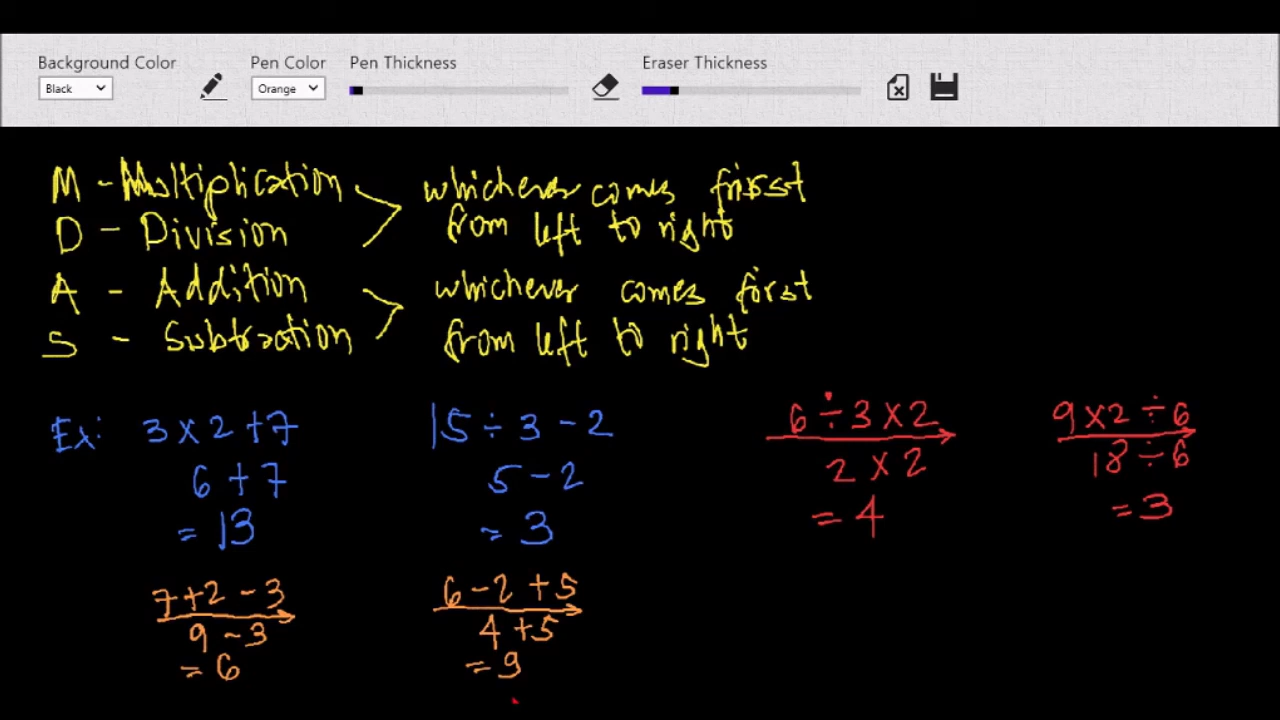 Background Color Pen Color Pen Thickness Eraser Thickness
Black Orange
M - Multiplication whichever comes first
D - Division from left to right
A - Addition whichever comes first
S - Subtraction from left to right
Ex: 3 × 2 + 7 15 ÷ 3 - 2 6 ÷ 3 × 2 9 × 2 ÷ 6
6 + 7 5 - 2 2 × 2 18 ÷ 6
= 13 = 3 = 4 = 3
7 + 2 - 3 6 - 2 + 5
9 - 3 4 + 5
= 6 = 9